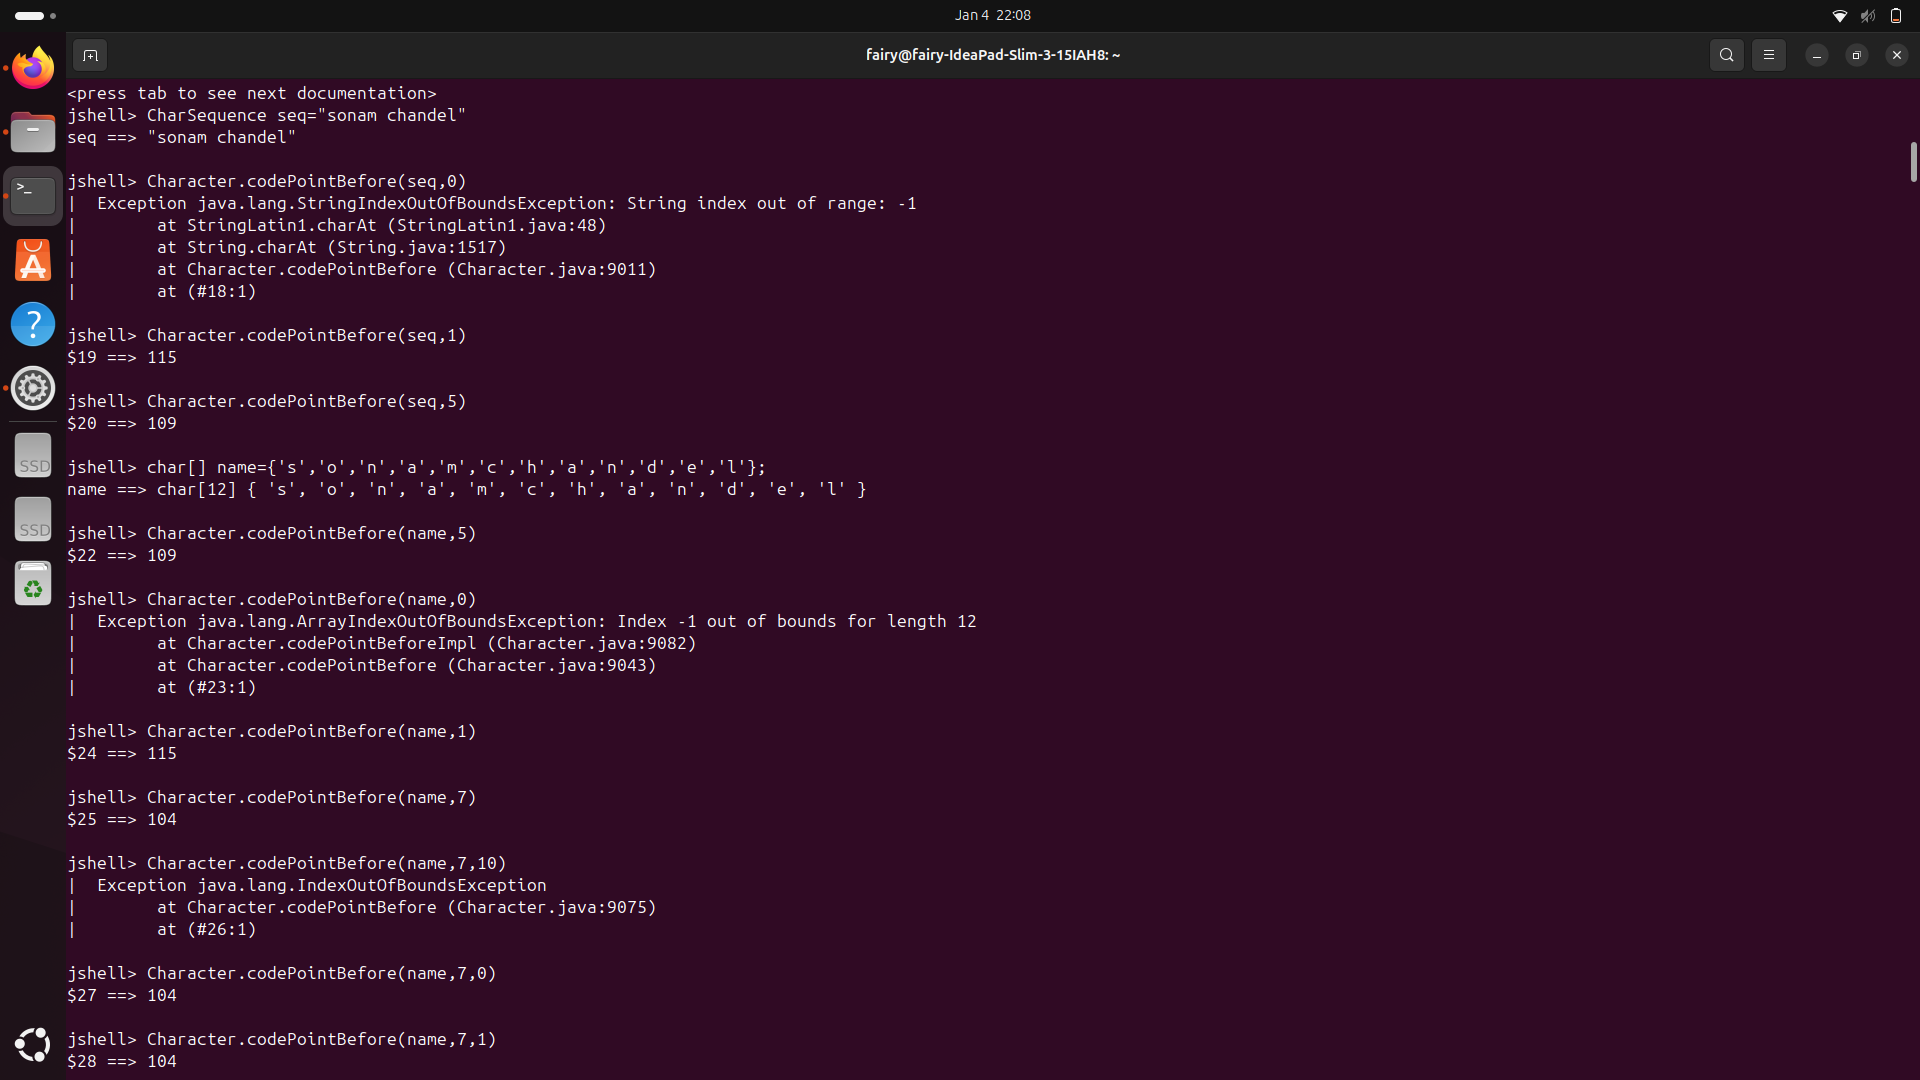 Jan 4 22:08
fairy@fairy-IdeaPad-Slim-3-15IAH8: ~
<press tab to see next documentation>
jshell> CharSequence seq="sonam chandel"
seq ==> "sonam chandel"
jshell> Character.codePointBefore(seq,0)
|  Exception java.lang.StringIndexOutOfBoundsException: String index out of range: -1
|        at StringLatin1.charAt (StringLatin1.java:48)
|        at String.charAt (String.java:1517)
|        at Character.codePointBefore (Character.java:9011)
|        at (#18:1)
jshell> Character.codePointBefore(seq,1)
$19 ==> 115
jshell> Character.codePointBefore(seq,5)
$20 ==> 109
jshell> char[] name={'s','o','n','a','m','c','h','a','n','d','e','l'};
name ==> char[12] { 's', 'o', 'n', 'a', 'm', 'c', 'h', 'a', 'n', 'd', 'e', 'l' }
jshell> Character.codePointBefore(name,5)
$22 ==> 109
jshell> Character.codePointBefore(name,0)
|  Exception java.lang.ArrayIndexOutOfBoundsException: Index -1 out of bounds for length 12
|        at Character.codePointBeforeImpl (Character.java:9082)
|        at Character.codePointBefore (Character.java:9043)
|        at (#23:1)
jshell> Character.codePointBefore(name,1)
$24 ==> 115
jshell> Character.codePointBefore(name,7)
$25 ==> 104
jshell> Character.codePointBefore(name,7,10)
|  Exception java.lang.IndexOutOfBoundsException
|        at Character.codePointBefore (Character.java:9075)
|        at (#26:1)
jshell> Character.codePointBefore(name,7,0)
$27 ==> 104
jshell> Character.codePointBefore(name,7,1)
$28 ==> 104
SSD
SSD